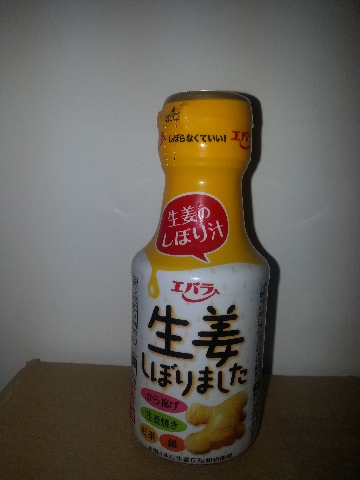 しぼらなくていい!
エバラ
生姜の
しぼり汁
エバラ
生姜
しぼりました
から揚げ
生姜焼き
紅茶
鍋